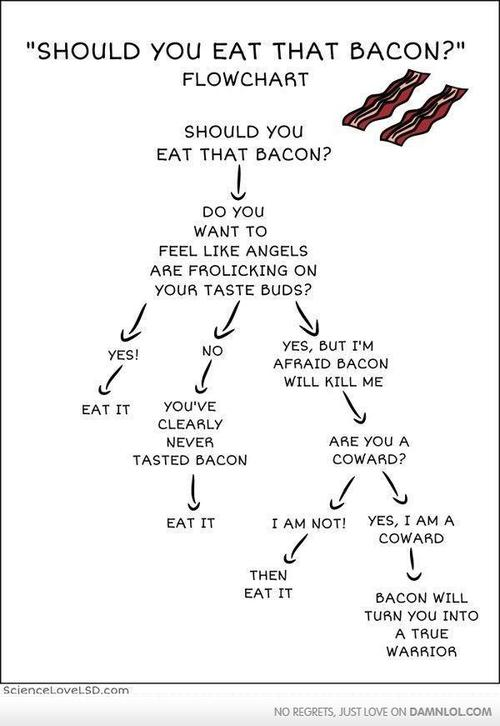 "SHOULD YOU EAT THAT BACON?"
FLOWCHART
SHOULD YOU
EAT THAT BACON?
DO YOU
WANT TO
FEEL LIKE ANGELS
ARE FROLICKING ON
YOUR TASTE BUDS?
YES!
EAT IT
NO
YOU'VE
CLEARLY
NEVER
TASTED BACON
EAT IT
YES, BUT I'M
AFRAID BACON
WILL KILL ME
ARE YOU A
COWARD?
I AM NOT!
THEN
EAT IT
YES, I AM A
COWARD
BACON WILL
TURN YOU INTO
A TRUE
WARRIOR
ScienceLoveLSD.com
NO REGRETS, JUST LOVE ON DAMNLOL.COM